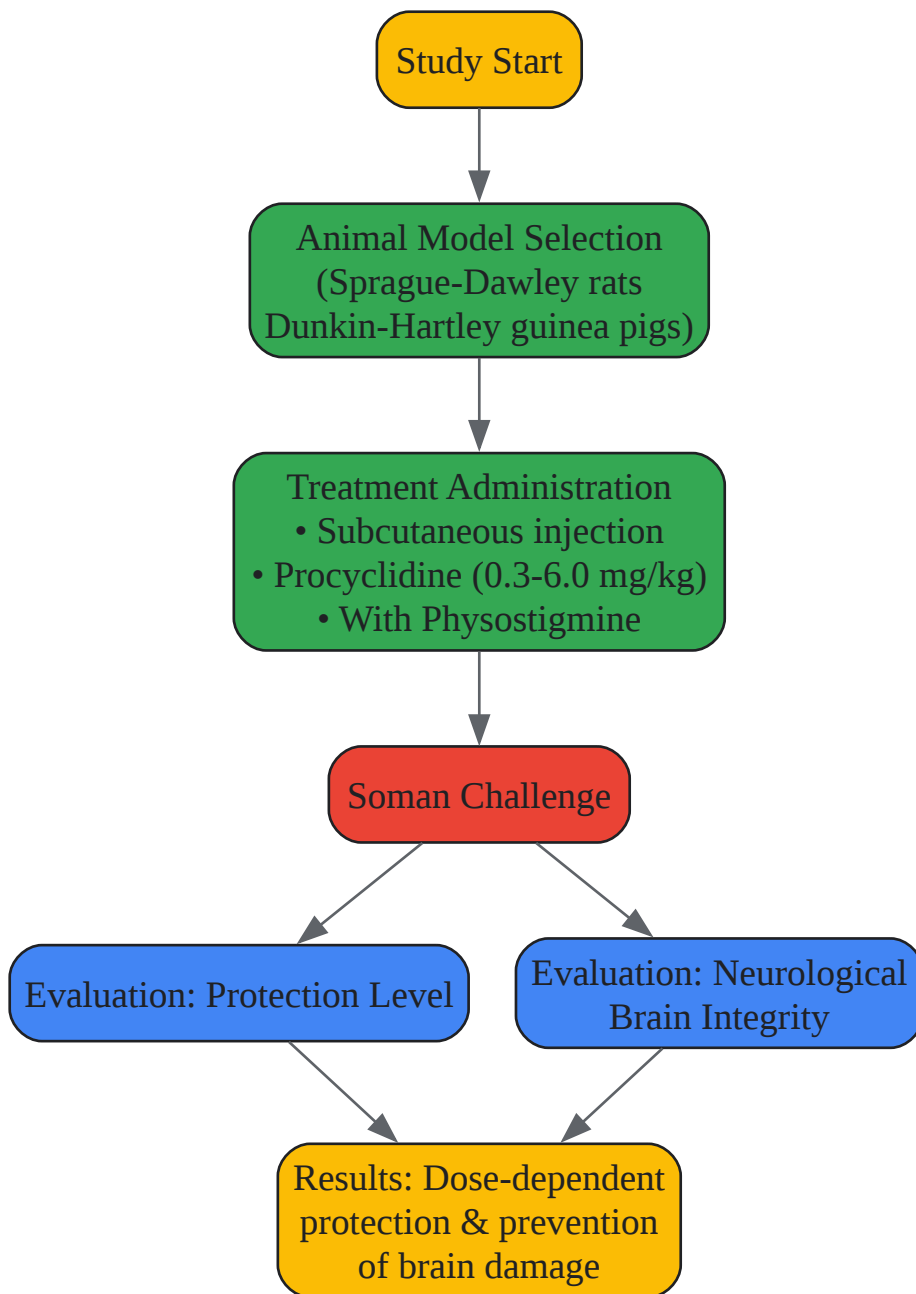 Study Start
Animal Model Selection
(Sprague-Dawley rats
Dunkin-Hartley guinea pigs)
Treatment Administration
• Subcutaneous injection
• Procyclidine (0.3-6.0 mg/kg)
• With Physostigmine
Soman Challenge
Evaluation: Protection Level
Evaluation: Neurological
Brain Integrity
Results: Dose-dependent
protection & prevention
of brain damage